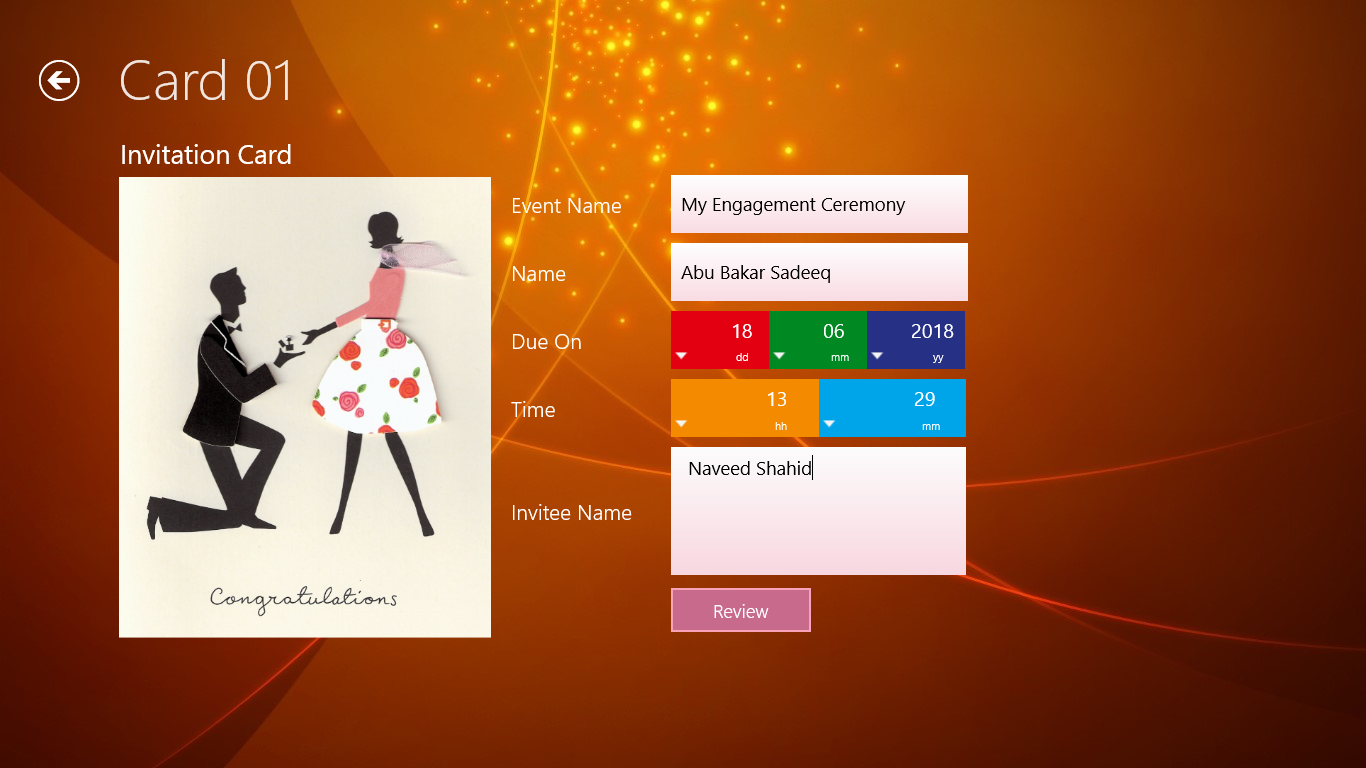 Card 01
Invitation Card
Event Name
My Engagement Ceremony
Name
Abu Bakar Sadeeq
Due On
18 06 2018
dd mm yy
Time
13 29
hh mm
Invitee Name
Naveed Shahid
Congratulations
Review